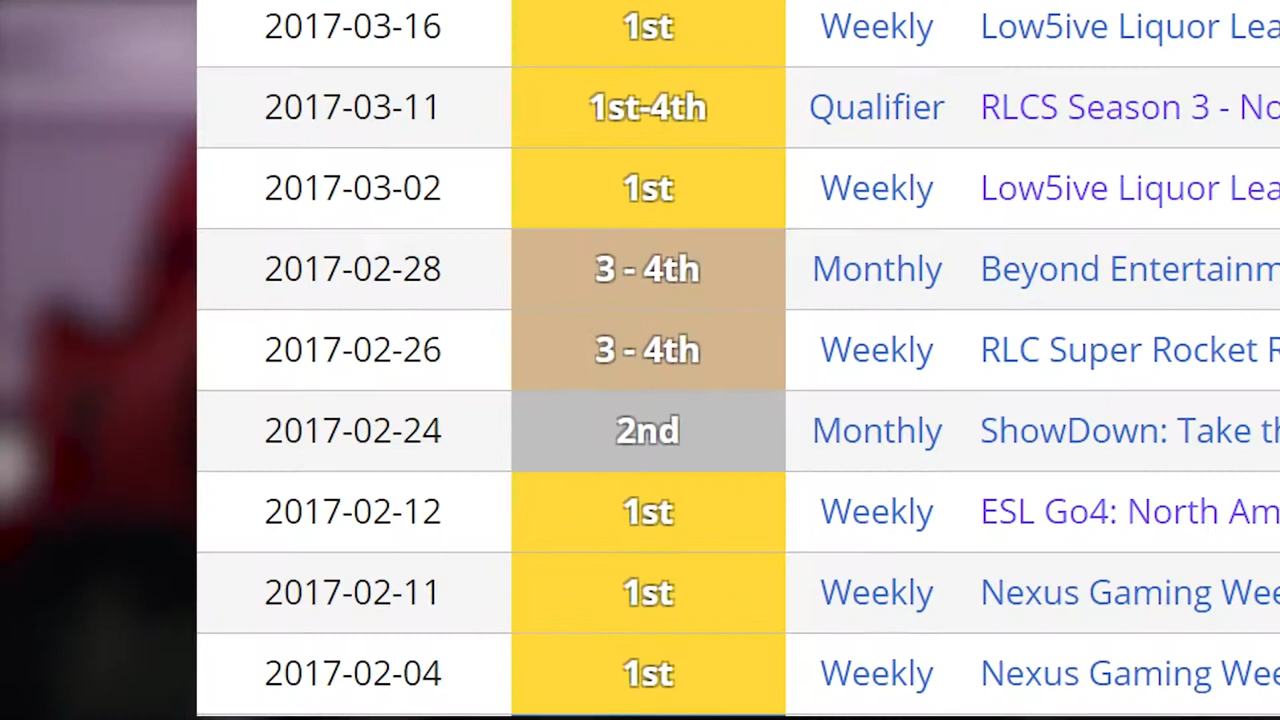 2017-03-16 1st Weekly Low5ive Liquor Lea
2017-03-11 1st-4th Qualifier RLCS Season 3 - No
2017-03-02 1st Weekly Low5ive Liquor Lea
2017-02-28 3 - 4th Monthly Beyond Entertainm
2017-02-26 3 - 4th Weekly RLC Super Rocket R
2017-02-24 2nd Monthly ShowDown: Take th
2017-02-12 1st Weekly ESL Go4: North Am
2017-02-11 1st Weekly Nexus Gaming Wee
2017-02-04 1st Weekly Nexus Gaming Wee